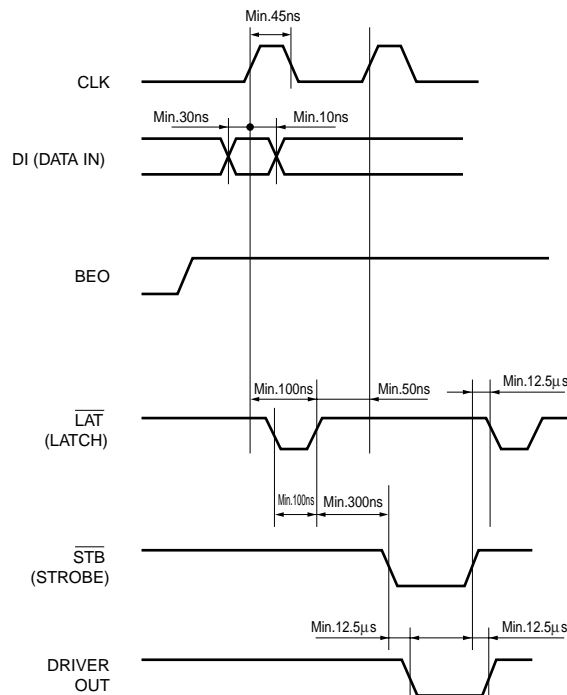 Min.45ns
CLK
Min.30ns
Min.10ns
DI (DATA IN)
BEO
Min.100ns
Min.50ns
Min.12.5μs
LAT
(LATCH)
Min.100ns
Min.300ns
STB
(STROBE)
Min.12.5μs
Min.12.5μs
DRIVER
OUT